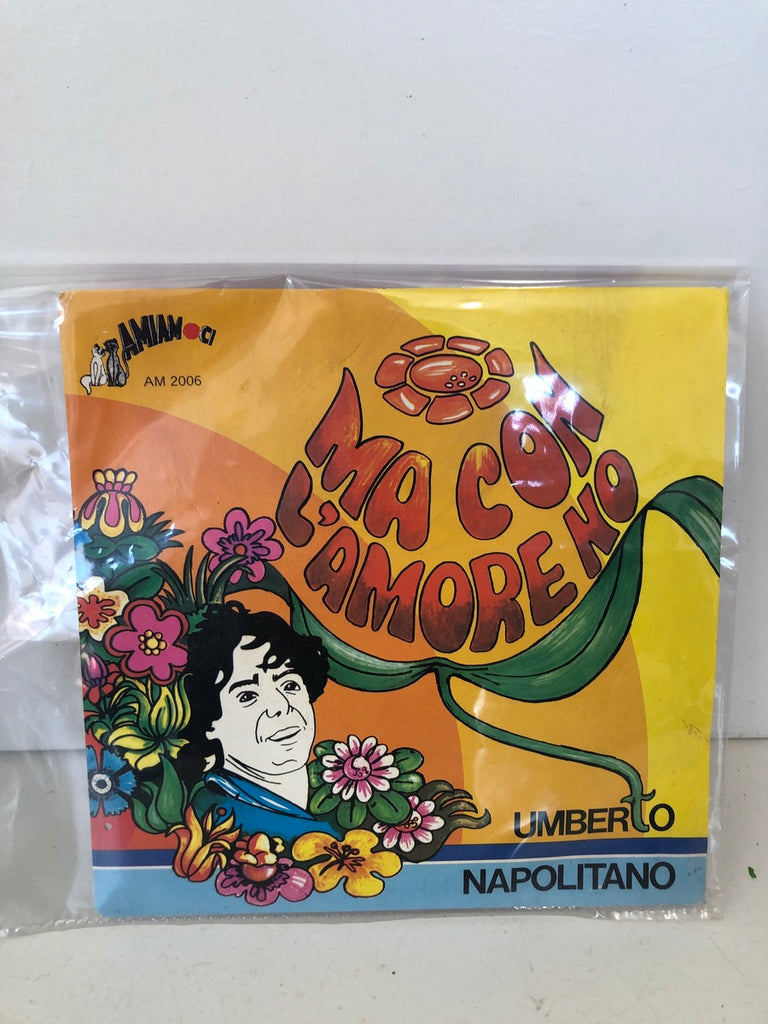 AMIAMOCI
AM 2006
MA CON
L'AMORE NO
UMBERTO
NAPOLITANO